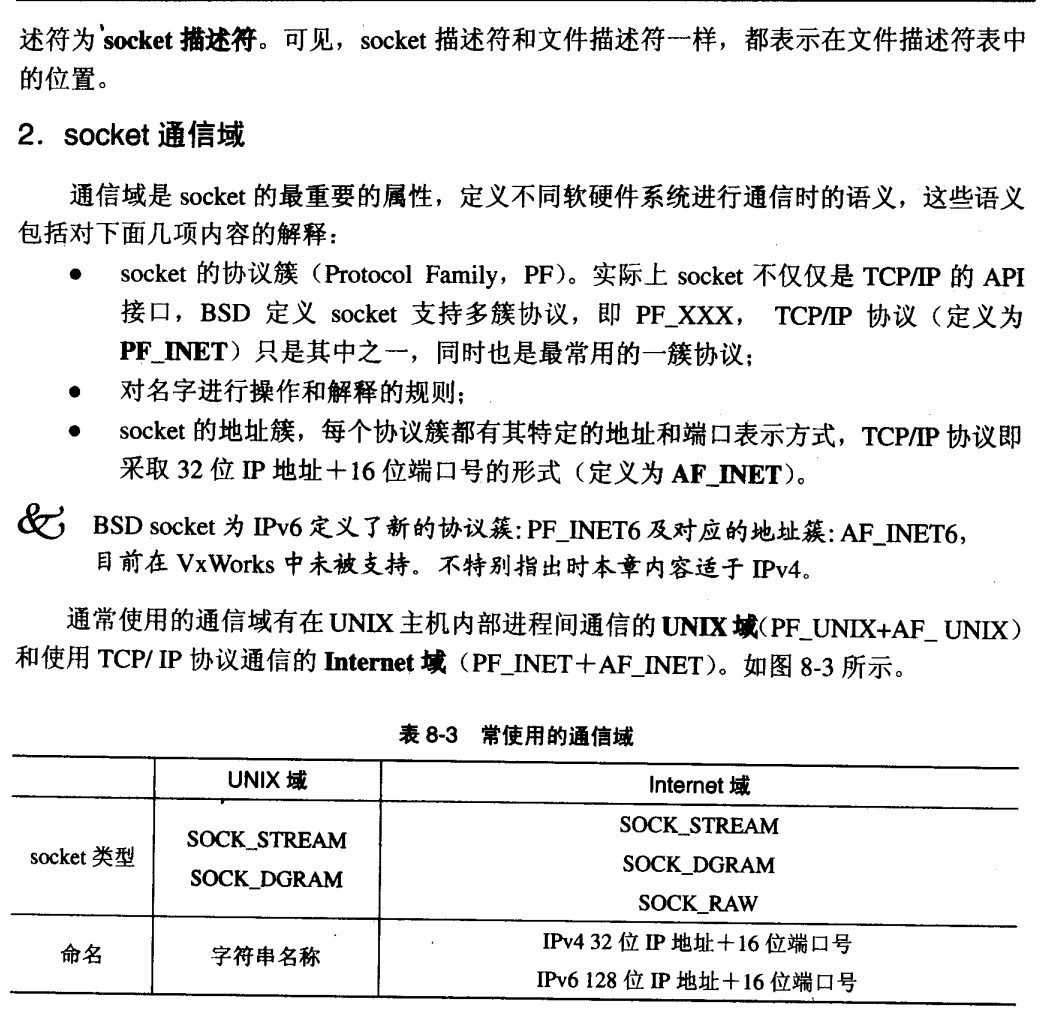 述符为 socket 描述符。可见，socket 描述符和文件描述符一样，都表示在文件描述符表中
的位置。
2. socket 通信域
通信域是 socket 的最重要的属性，定义不同软硬件系统进行通信时的语义，这些语义
包括对下面几项内容的解释：
● socket 的协议簇（Protocol Family，PF）。实际上 socket 不仅仅是 TCP/IP 的 API
接口，BSD 定义 socket 支持多簇协议，即 PF_XXX， TCP/IP 协议（定义为
PF_INET）只是其中之一，同时也是最常用的一簇协议；
● 对名字进行操作和解释的规则；
● socket 的地址簇，每个协议簇都有其特定的地址和端口表示方式，TCP/IP 协议即
采取 32 位 IP 地址＋16 位端口号的形式（定义为 AF_INET）。
& BSD socket 为 IPv6 定义了新的协议簇: PF_INET6 及对应的地址簇: AF_INET6,
目前在 VxWorks 中未被支持。不特别指出时本章内容适于 IPv4。
通常使用的通信域有在 UNIX 主机内部进程间通信的 UNIX 域（PF_UNIX+AF_ UNIX）
和使用 TCP/ IP 协议通信的 Internet 域（PF_INET＋AF_INET）。如图 8-3 所示。
表 8-3 常使用的通信域
UNIX 域 Internet 域
socket 类型
SOCK_STREAM
SOCK_DGRAM
SOCK_STREAM
SOCK_DGRAM
SOCK_RAW
命名
字符串名称
IPv4 32 位 IP 地址＋16 位端口号
IPv6 128 位 IP 地址＋16 位端口号